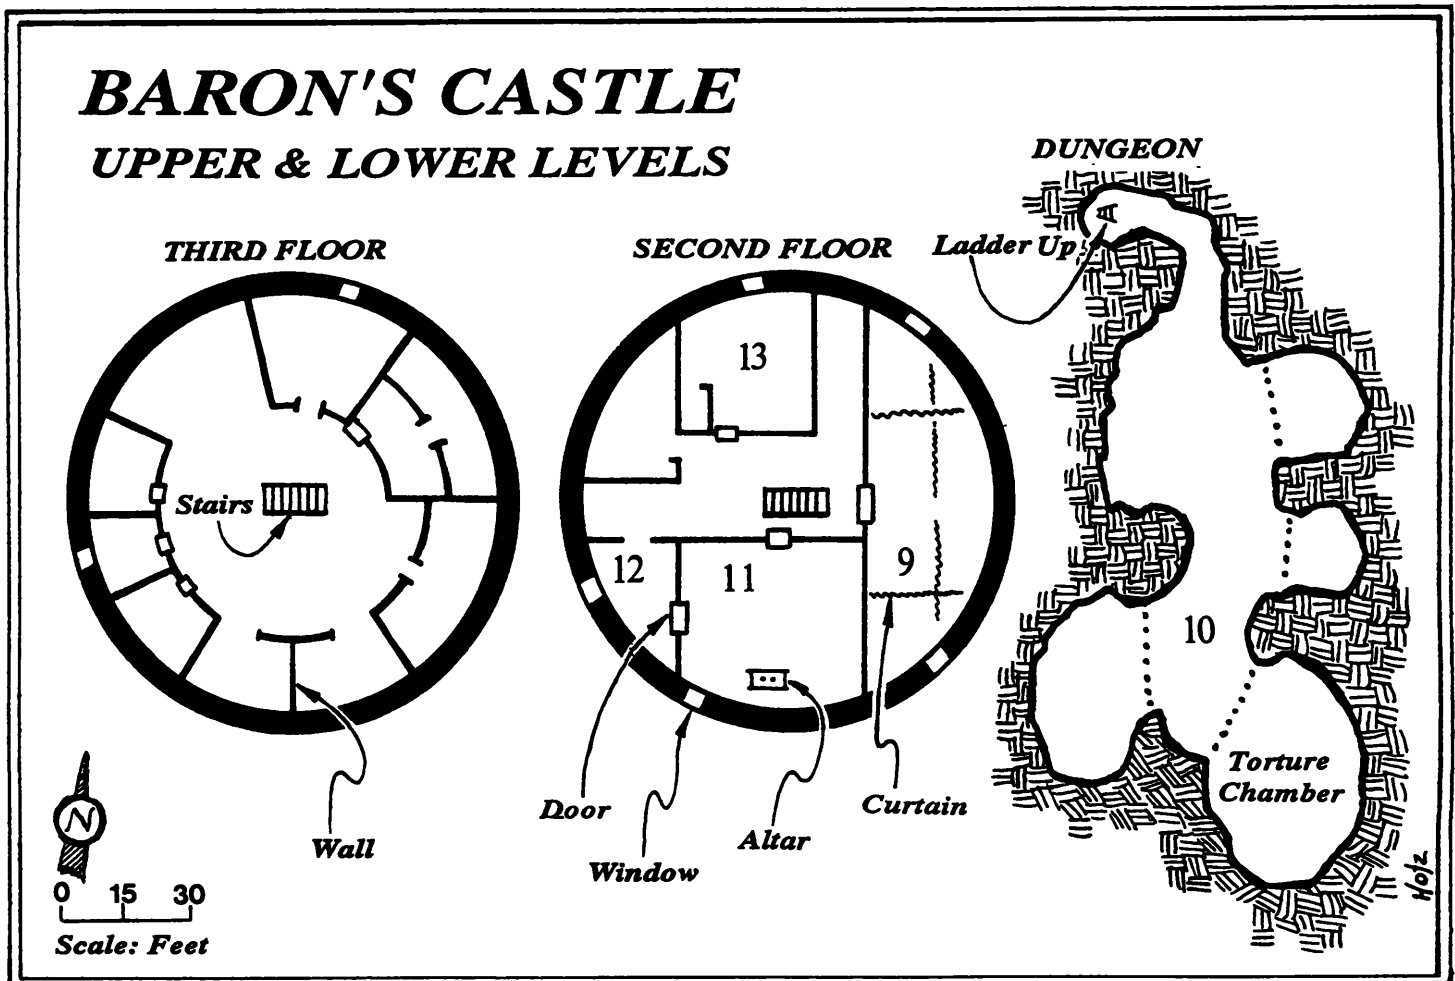 BARON'S CASTLE
UPPER & LOWER LEVELS
DUNGEON
THIRD FLOOR
SECOND FLOOR
Ladder Up
A
13
Stairs
12
11
9
10
Torture
Chamber
Door
Curtain
Altar
Wall
Window
N
0 15 30
Scale: Feet